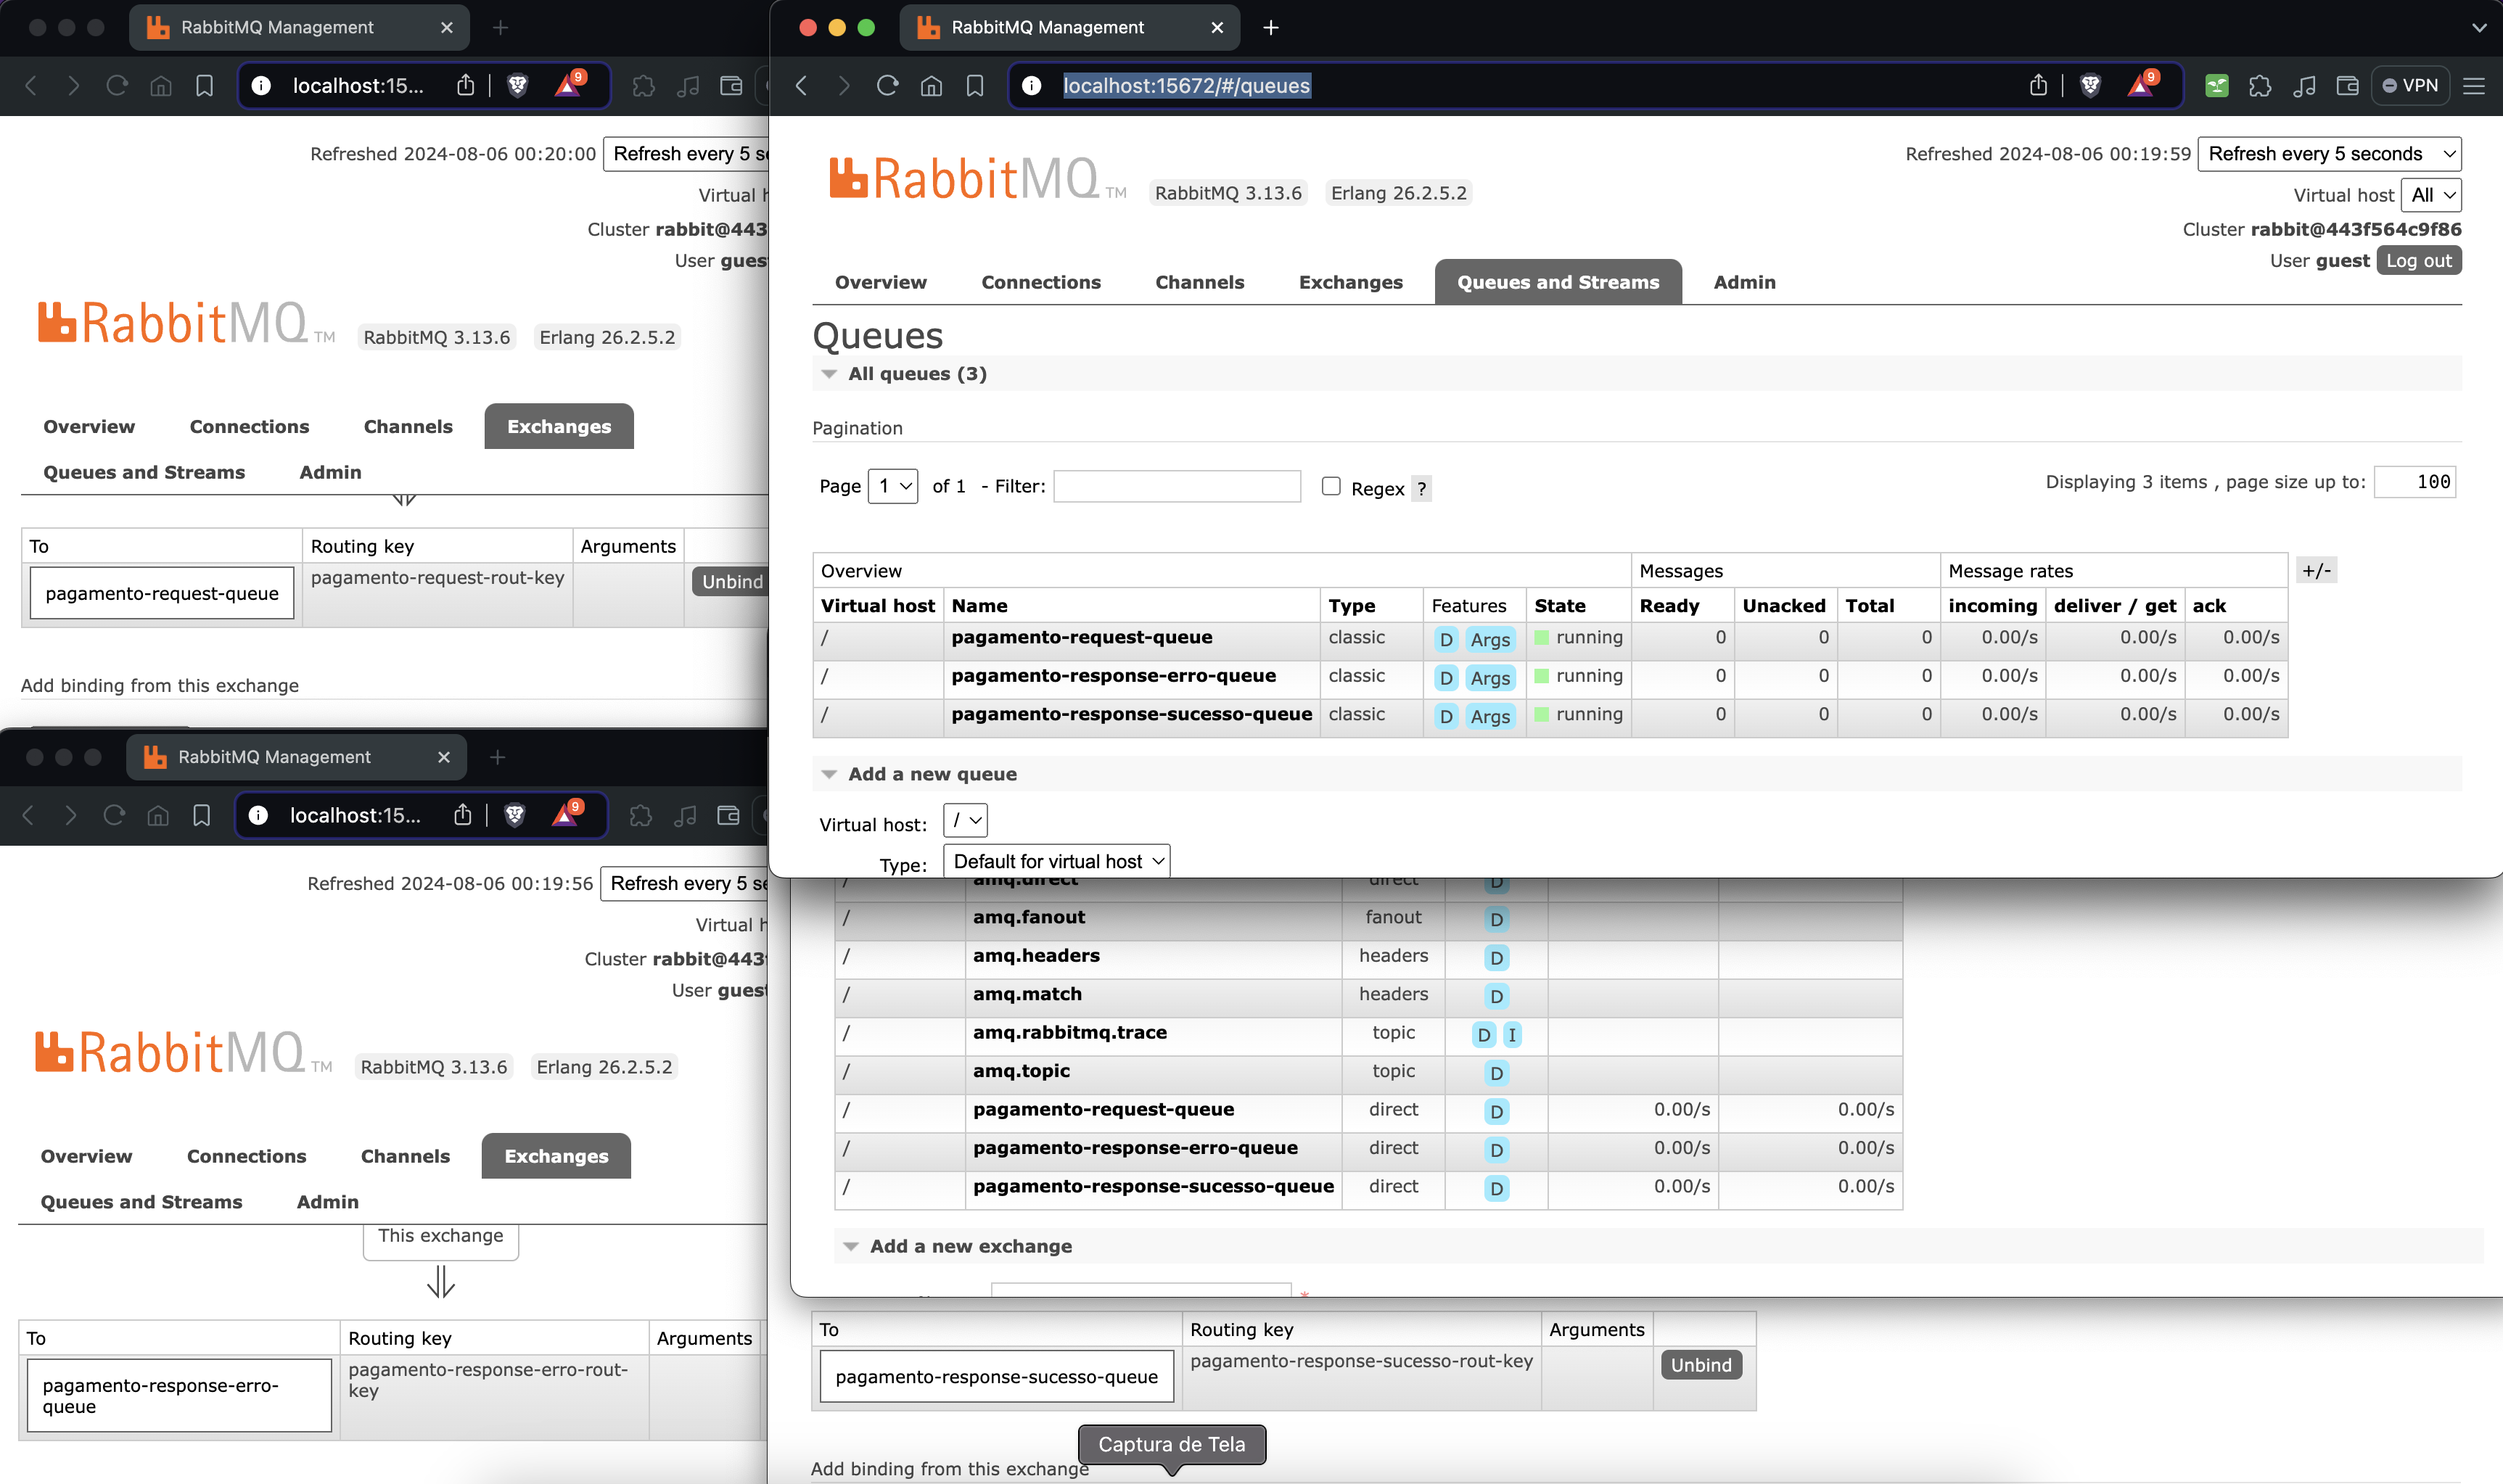 RabbitMQ Management
localhost:15...
9
Refreshed 2024-08-06 00:20:00 Refresh every 5 se
Virtual h
Cluster rabbit@443
User gues
RabbitMQ TM RabbitMQ 3.13.6 Erlang 26.2.5.2
Overview Connections Channels Exchanges
Queues and Streams Admin
To Routing key Arguments
pagamento-request-queue pagamento-request-rout-key Unbind
Add binding from this exchange
RabbitMQ Management
localhost:15672/#/queues
9
VPN
Refreshed 2024-08-06 00:19:59 Refresh every 5 seconds
Virtual host All
Cluster rabbit@443f564c9f86
User guest Log out
RabbitMQ TM RabbitMQ 3.13.6 Erlang 26.2.5.2
Overview Connections Channels Exchanges Queues and Streams Admin
Queues
All queues (3)
Pagination
Page 1 of 1 - Filter: Regex ? Displaying 3 items , page size up to: 100
Overview Messages Message rates +/-
Virtual host Name Type Features State Ready Unacked Total incoming deliver / get ack
/ pagamento-request-queue classic D Args running 0 0 0 0.00/s 0.00/s 0.00/s
/ pagamento-response-erro-queue classic D Args running 0 0 0 0.00/s 0.00/s 0.00/s
/ pagamento-response-sucesso-queue classic D Args running 0 0 0 0.00/s 0.00/s 0.00/s
Add a new queue
Virtual host: /
Type: Default for virtual host
RabbitMQ Management
localhost:15...
9
Refreshed 2024-08-06 00:19:56 Refresh every 5 se
Virtual h
Cluster rabbit@443
User guest
RabbitMQ TM RabbitMQ 3.13.6 Erlang 26.2.5.2
Overview Connections Channels Exchanges
Queues and Streams Admin
This exchange
To Routing key Arguments
pagamento-response-erro-queue pagamento-response-erro-rout-key
/ amq.direct direct D
/ amq.fanout fanout D
/ amq.headers headers D
/ amq.match headers D
/ amq.rabbitmq.trace topic D I
/ amq.topic topic D
/ pagamento-request-queue direct D 0.00/s 0.00/s
/ pagamento-response-erro-queue direct D 0.00/s 0.00/s
/ pagamento-response-sucesso-queue direct D 0.00/s 0.00/s
Add a new exchange
*
To Routing key Arguments
pagamento-response-sucesso-queue pagamento-response-sucesso-rout-key Unbind
Captura de Tela
Add binding from this exchange